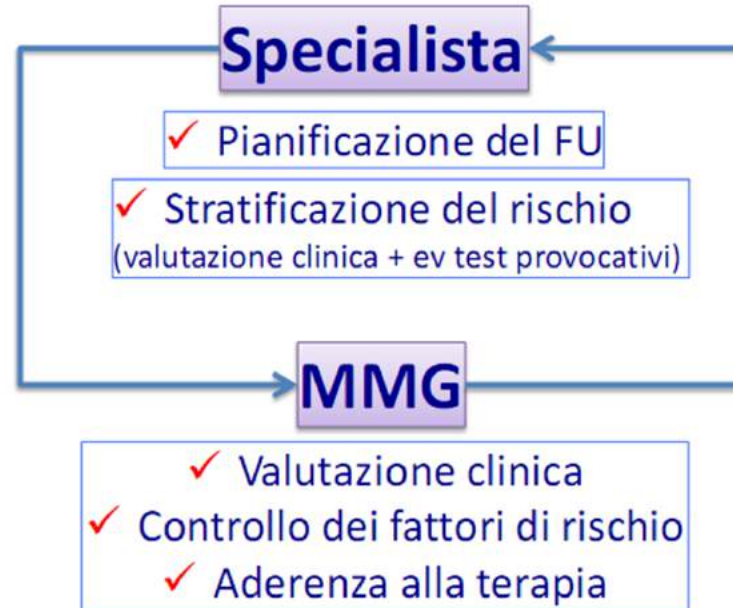 Specialista
✓ Pianificazione del FU
✓ Stratificazione del rischio
(valutazione clinica + ev test provocativi)
MMG
✓ Valutazione clinica
✓ Controllo dei fattori di rischio
✓ Aderenza alla terapia